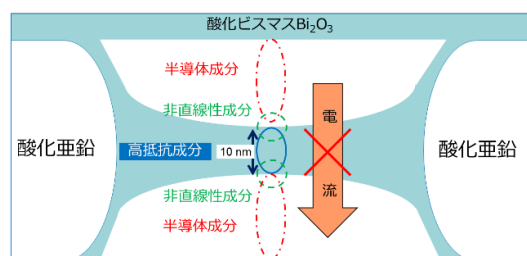 酸化ビスマスBi₂O₃
半導体成分
非直線性成分
電
酸化亜鉛
高抵抗成分
10 nm
酸化亜鉛
流
非直線性成分
半導体成分